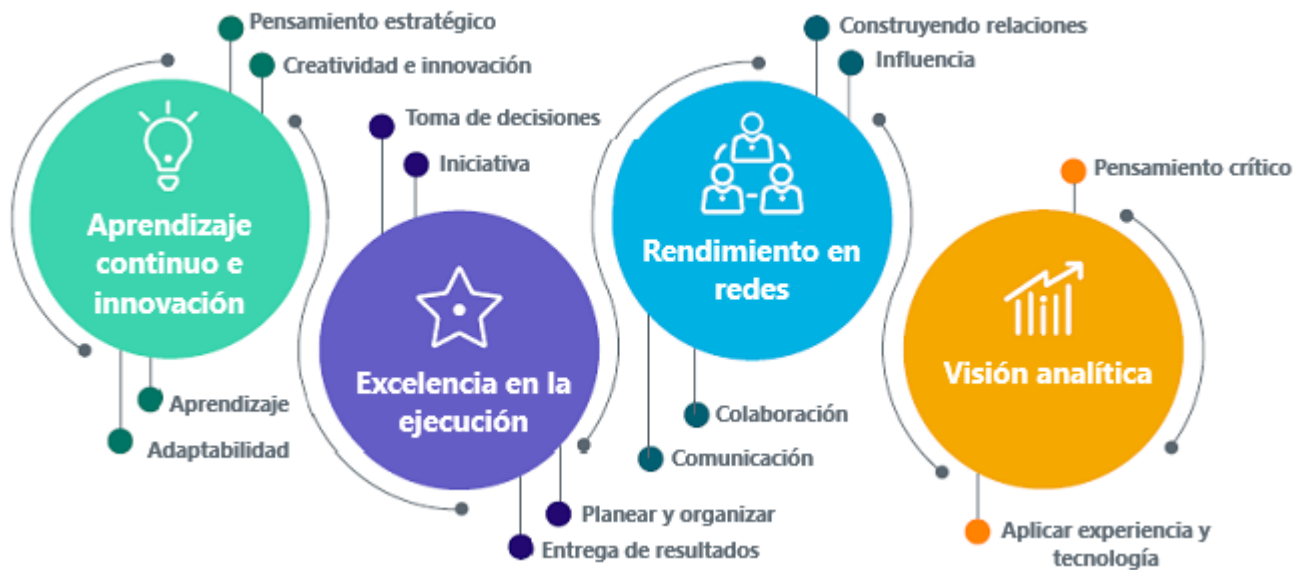 Pensamiento estratégico
Creatividad e innovación
Aprendizaje
continuo e
innovación
Aprendizaje
Adaptabilidad
Toma de decisiones
Iniciativa
Excelencia en la
ejecución
Planear y organizar
Entrega de resultados
Construyendo relaciones
Influencia
Rendimiento en
redes
Colaboración
Comunicación
Pensamiento crítico
Visión analítica
Aplicar experiencia y
tecnología